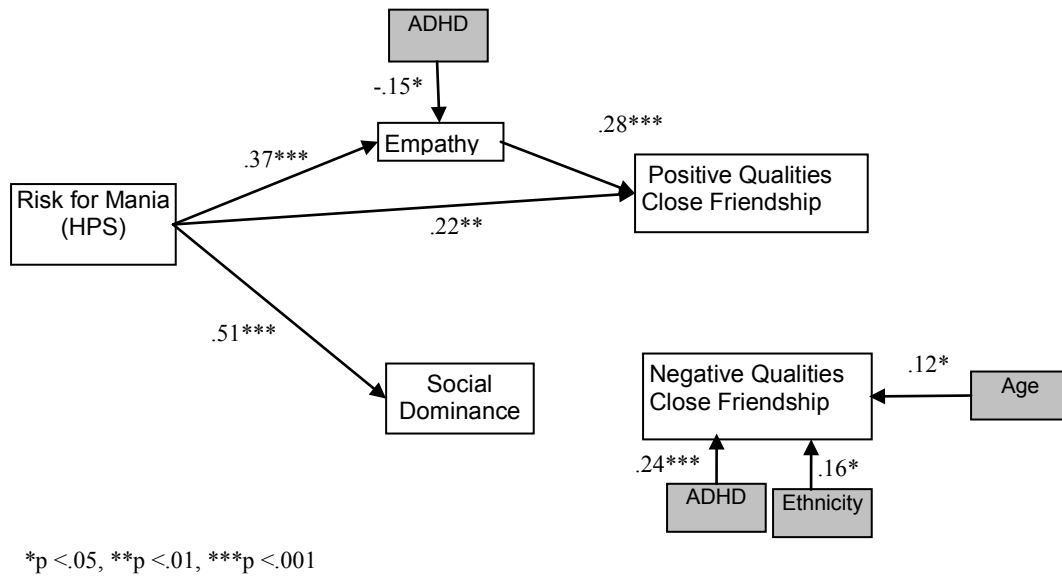 ADHD
-.15*
Empathy
.28***
.37***
Positive Qualities
Close Friendship
Risk for Mania
(HPS)
.22**
.51***
Social
Dominance
Negative Qualities
Close Friendship
.12*
Age
.24***
.16*
ADHD
Ethnicity
*p <.05, **p <.01, ***p <.001